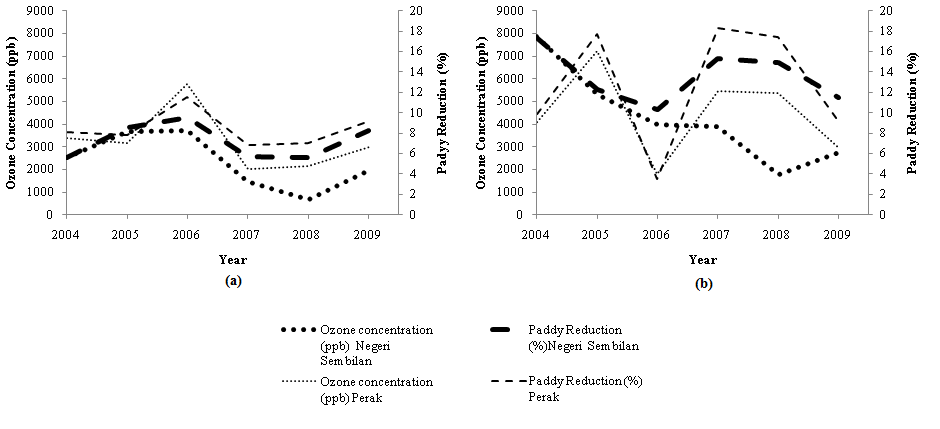 Ozone Concentration (ppb)
9000
8000
7000
6000
5000
4000
3000
2000
1000
0
20
18
16
14
12
10
8
6
4
2
0
Padyy Reduction (%)
2004 2005 2006 2007 2008 2009
Year
(a)
Ozone Concentration (ppb)
9000
8000
7000
6000
5000
4000
3000
2000
1000
0
20
18
16
14
12
10
8
6
4
2
0
Paddy Reduction (%)
2004 2005 2006 2007 2008 2009
Year
(b)
Ozone concentration
(ppb) Negeri
Sembilan
Paddy Reduction
(%)Negeri Sembilan
Ozone concentration
(ppb) Perak
Paddy Reduction (%)
Perak